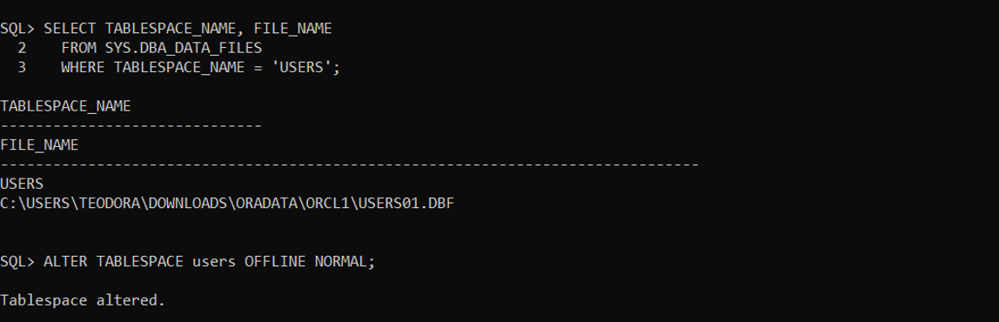 SQL> SELECT TABLESPACE_NAME, FILE_NAME
  2    FROM SYS.DBA_DATA_FILES
  3    WHERE TABLESPACE_NAME = 'USERS';
TABLESPACE_NAME
------------------------------
FILE_NAME
--------------------------------------------------------------------------------
USERS
C:\USERS\TEODORA\DOWNLOADS\ORADATA\ORCL1\USERS01.DBF
SQL> ALTER TABLESPACE users OFFLINE NORMAL;
Tablespace altered.